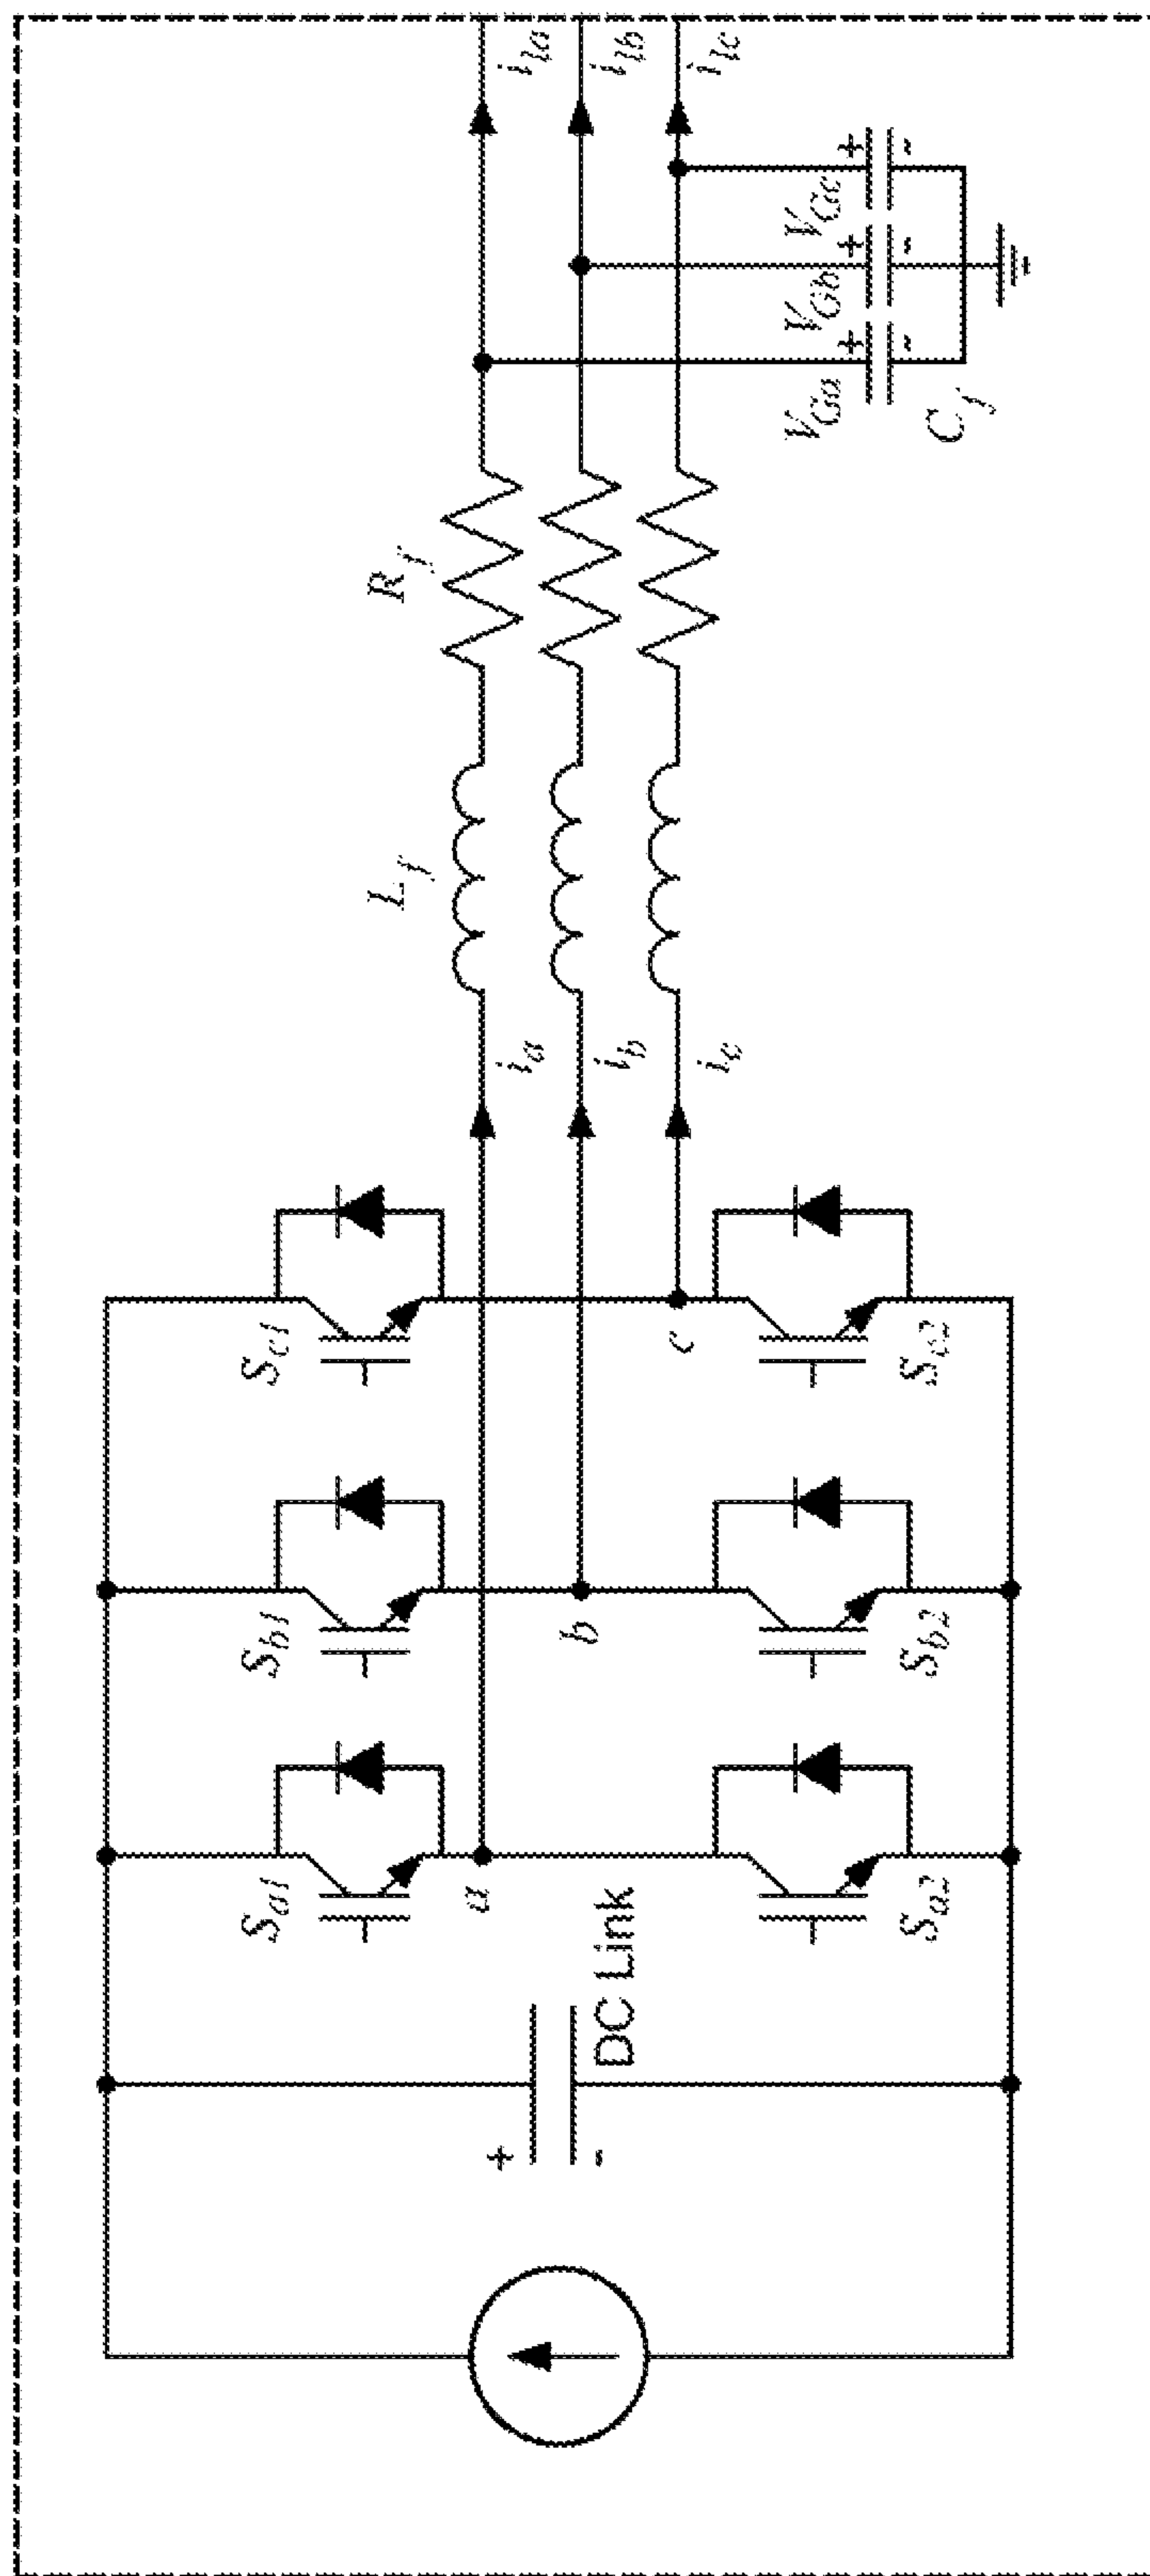 S_a1
S_b1
S_c1
L_f
R_f
+
-
DC Link
a
b
c
i_a
i_b
i_c
i_la
i_lb
i_lc
V_Ga
V_Gb
V_Gc
+
+
+
-
-
-
C_f
S_a2
S_b2
S_c2